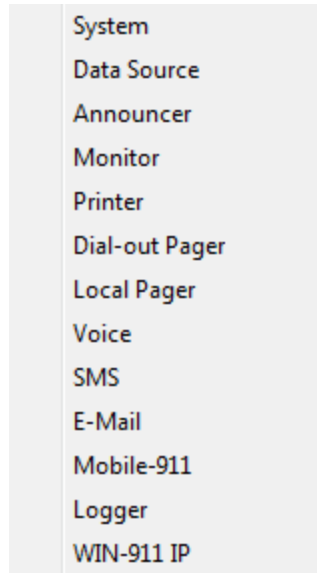 System
Data Source
Announcer
Monitor
Printer
Dial-out Pager
Local Pager
Voice
SMS
E-Mail
Mobile-911
Logger
WIN-911 IP